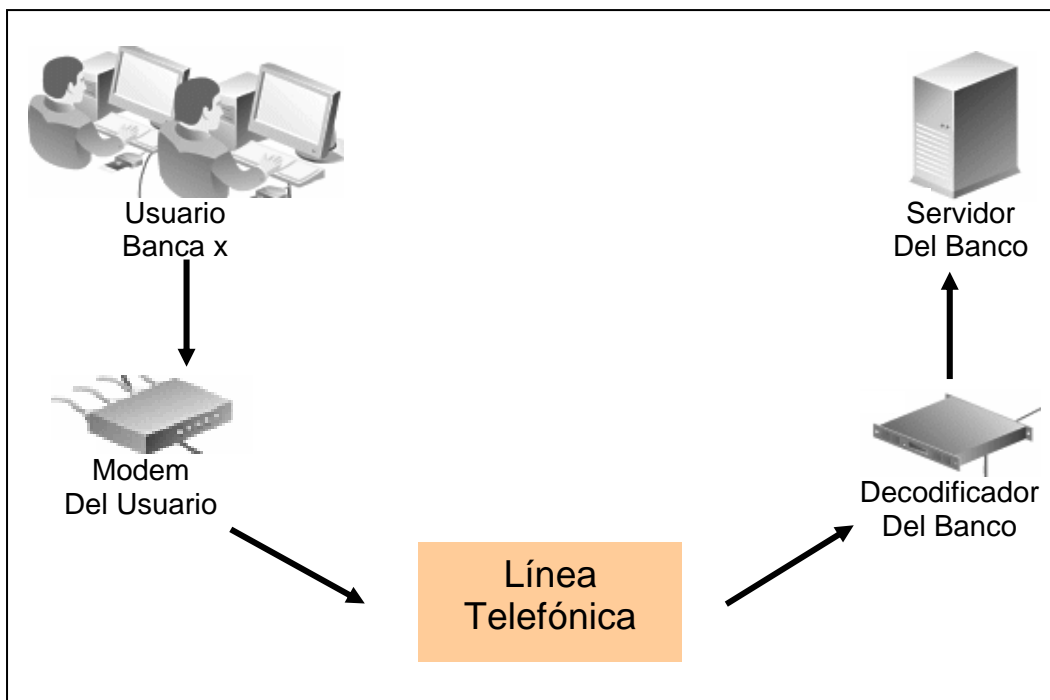 Usuario
Banca x
Servidor
Del Banco
Modem
Del Usuario
Decodificador
Del Banco
Línea
Telefónica